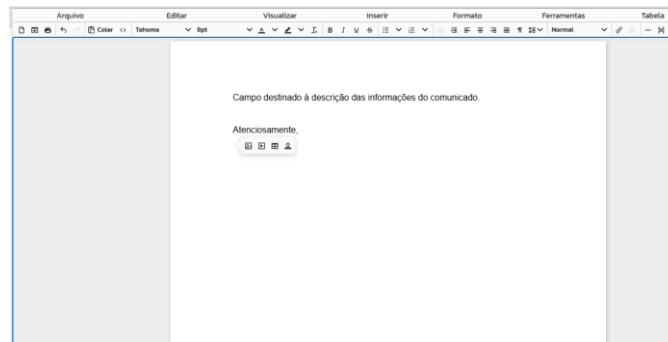 Arquivo Editar Visualizar Inserir Formato Ferramentas Tabela
Colar Tahoma 8pt B I U S Normal
Campo destinado à descrição das informações do comunicado.
Atenciosamente,